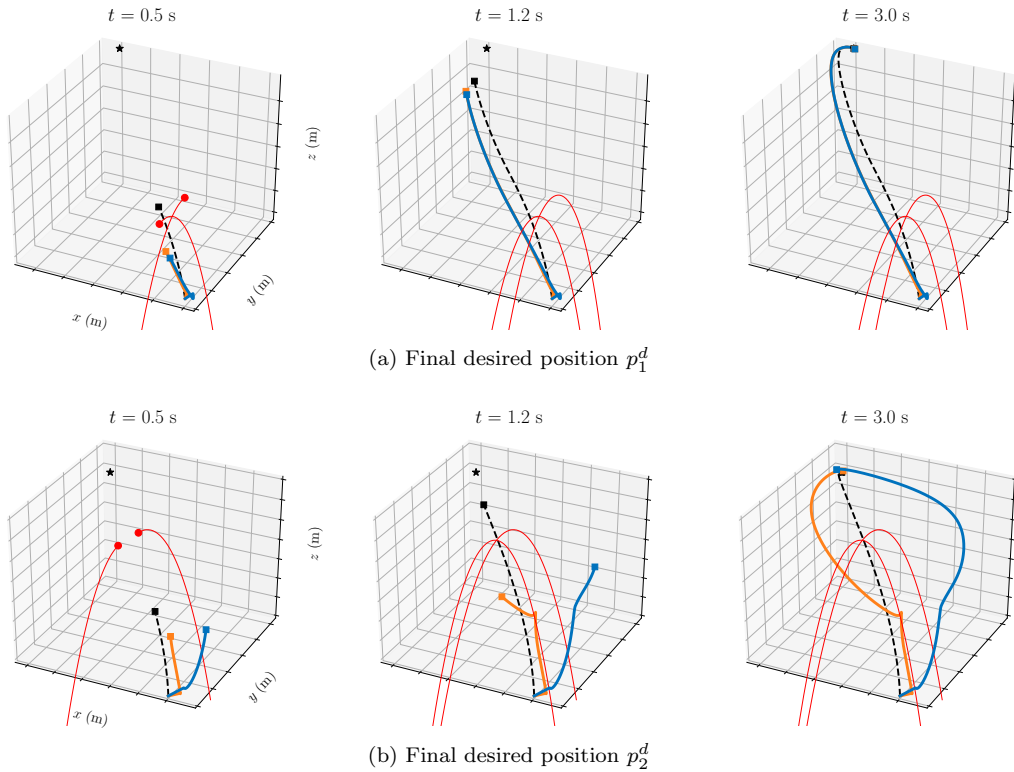 t = 0.5 s
t = 1.2 s
t = 3.0 s
z (m)
y (m)
x (m)
(a) Final desired position p_1^d
t = 0.5 s
t = 1.2 s
t = 3.0 s
z (m)
y (m)
x (m)
(b) Final desired position p_2^d